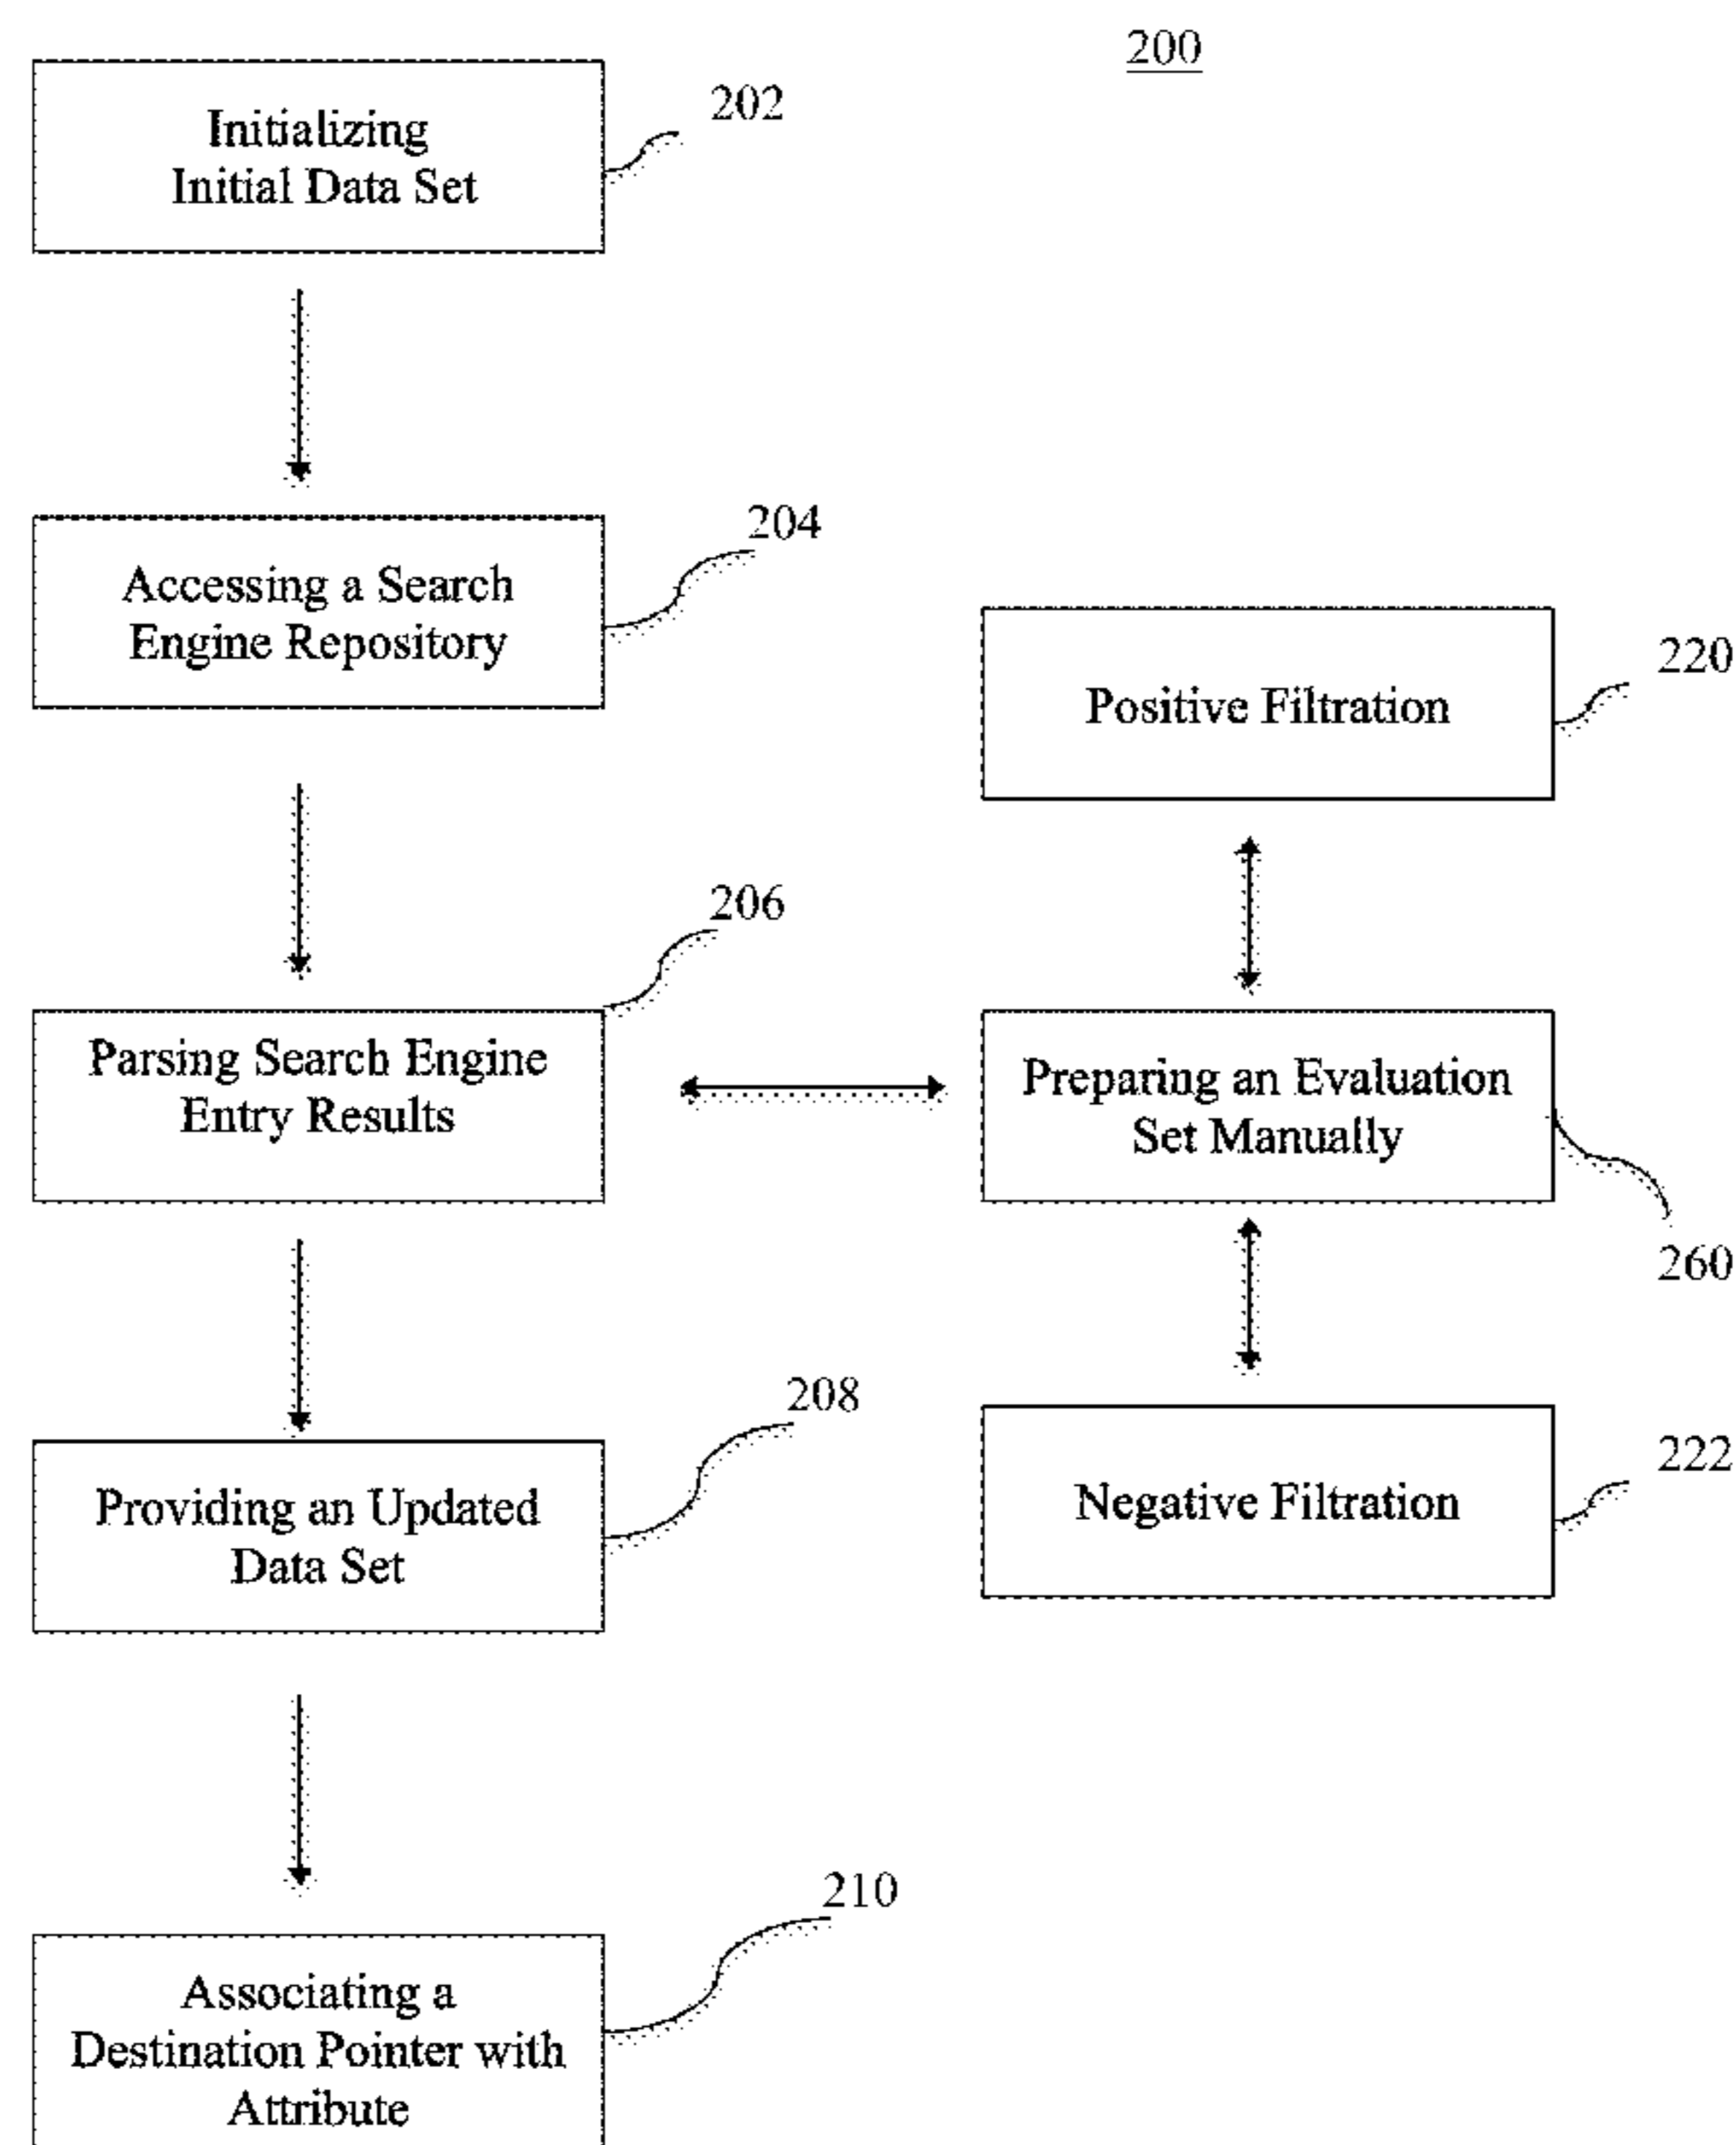 200
Initializing
Initial Data Set
202
Accessing a Search
Engine Repository
204
Positive Filtration
220
Parsing Search Engine
Entry Results
206
Preparing an Evaluation
Set Manually
260
Providing an Updated
Data Set
208
Negative Filtration
222
Associating a
Destination Pointer with
Attribute
210